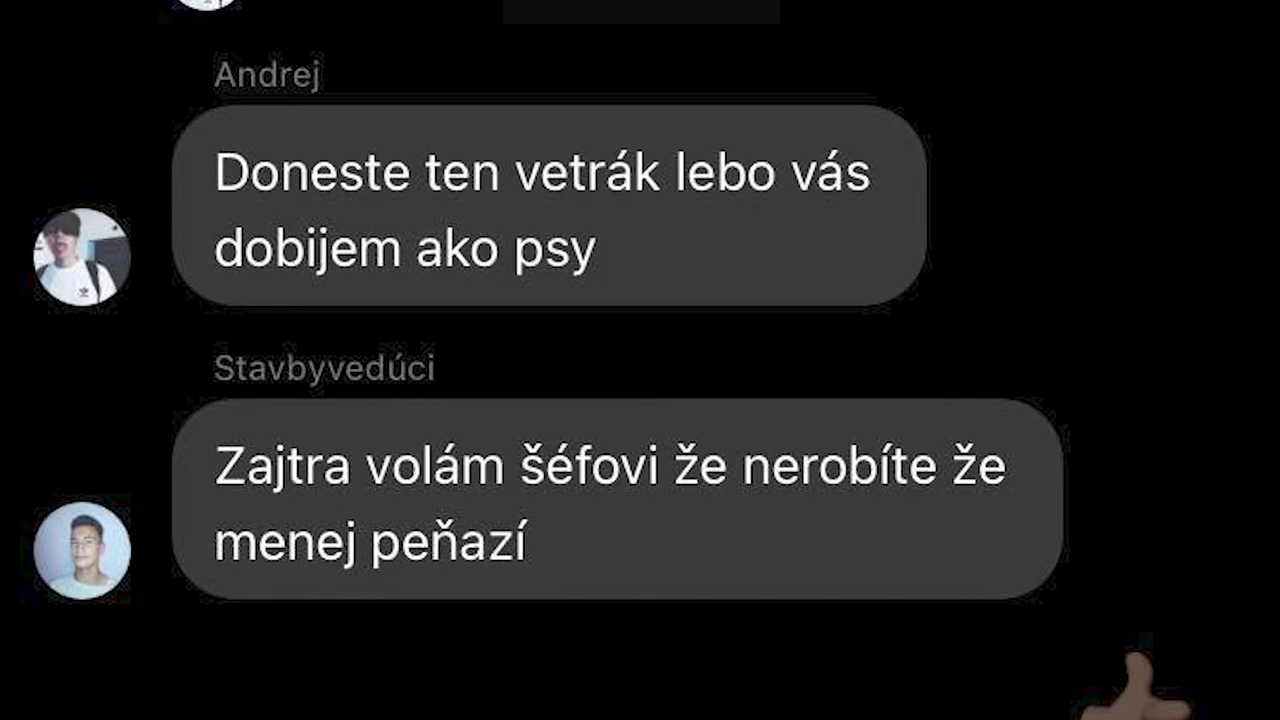 Andrej
Doneste ten vetrák lebo vás
dobijem ako psy
Stavbyvedúci
Zajtra volám šéfovi že nerobíte že
menej peňazí